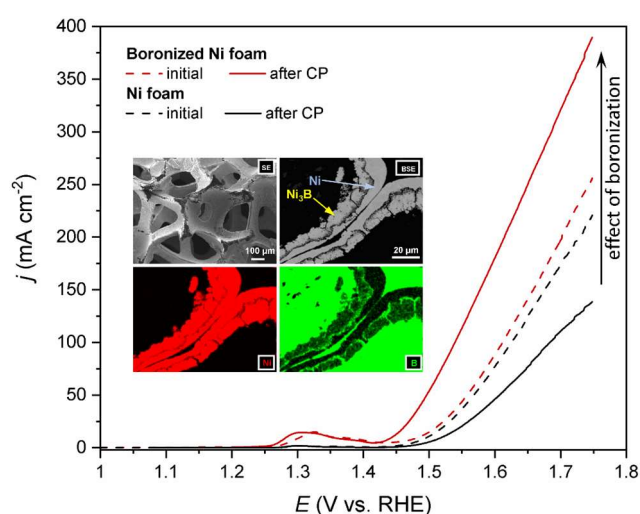 Boronized Ni foam
initial after CP
Ni foam
initial after CP
effect of boronization
SE
100 µm
BSE
Ni
Ni₃B
20 µm
Ni
B
400
350
300
250
200
150
100
50
0
j (mA cm⁻²)
1 1.1 1.2 1.3 1.4 1.5 1.6 1.7 1.8
E (V vs. RHE)